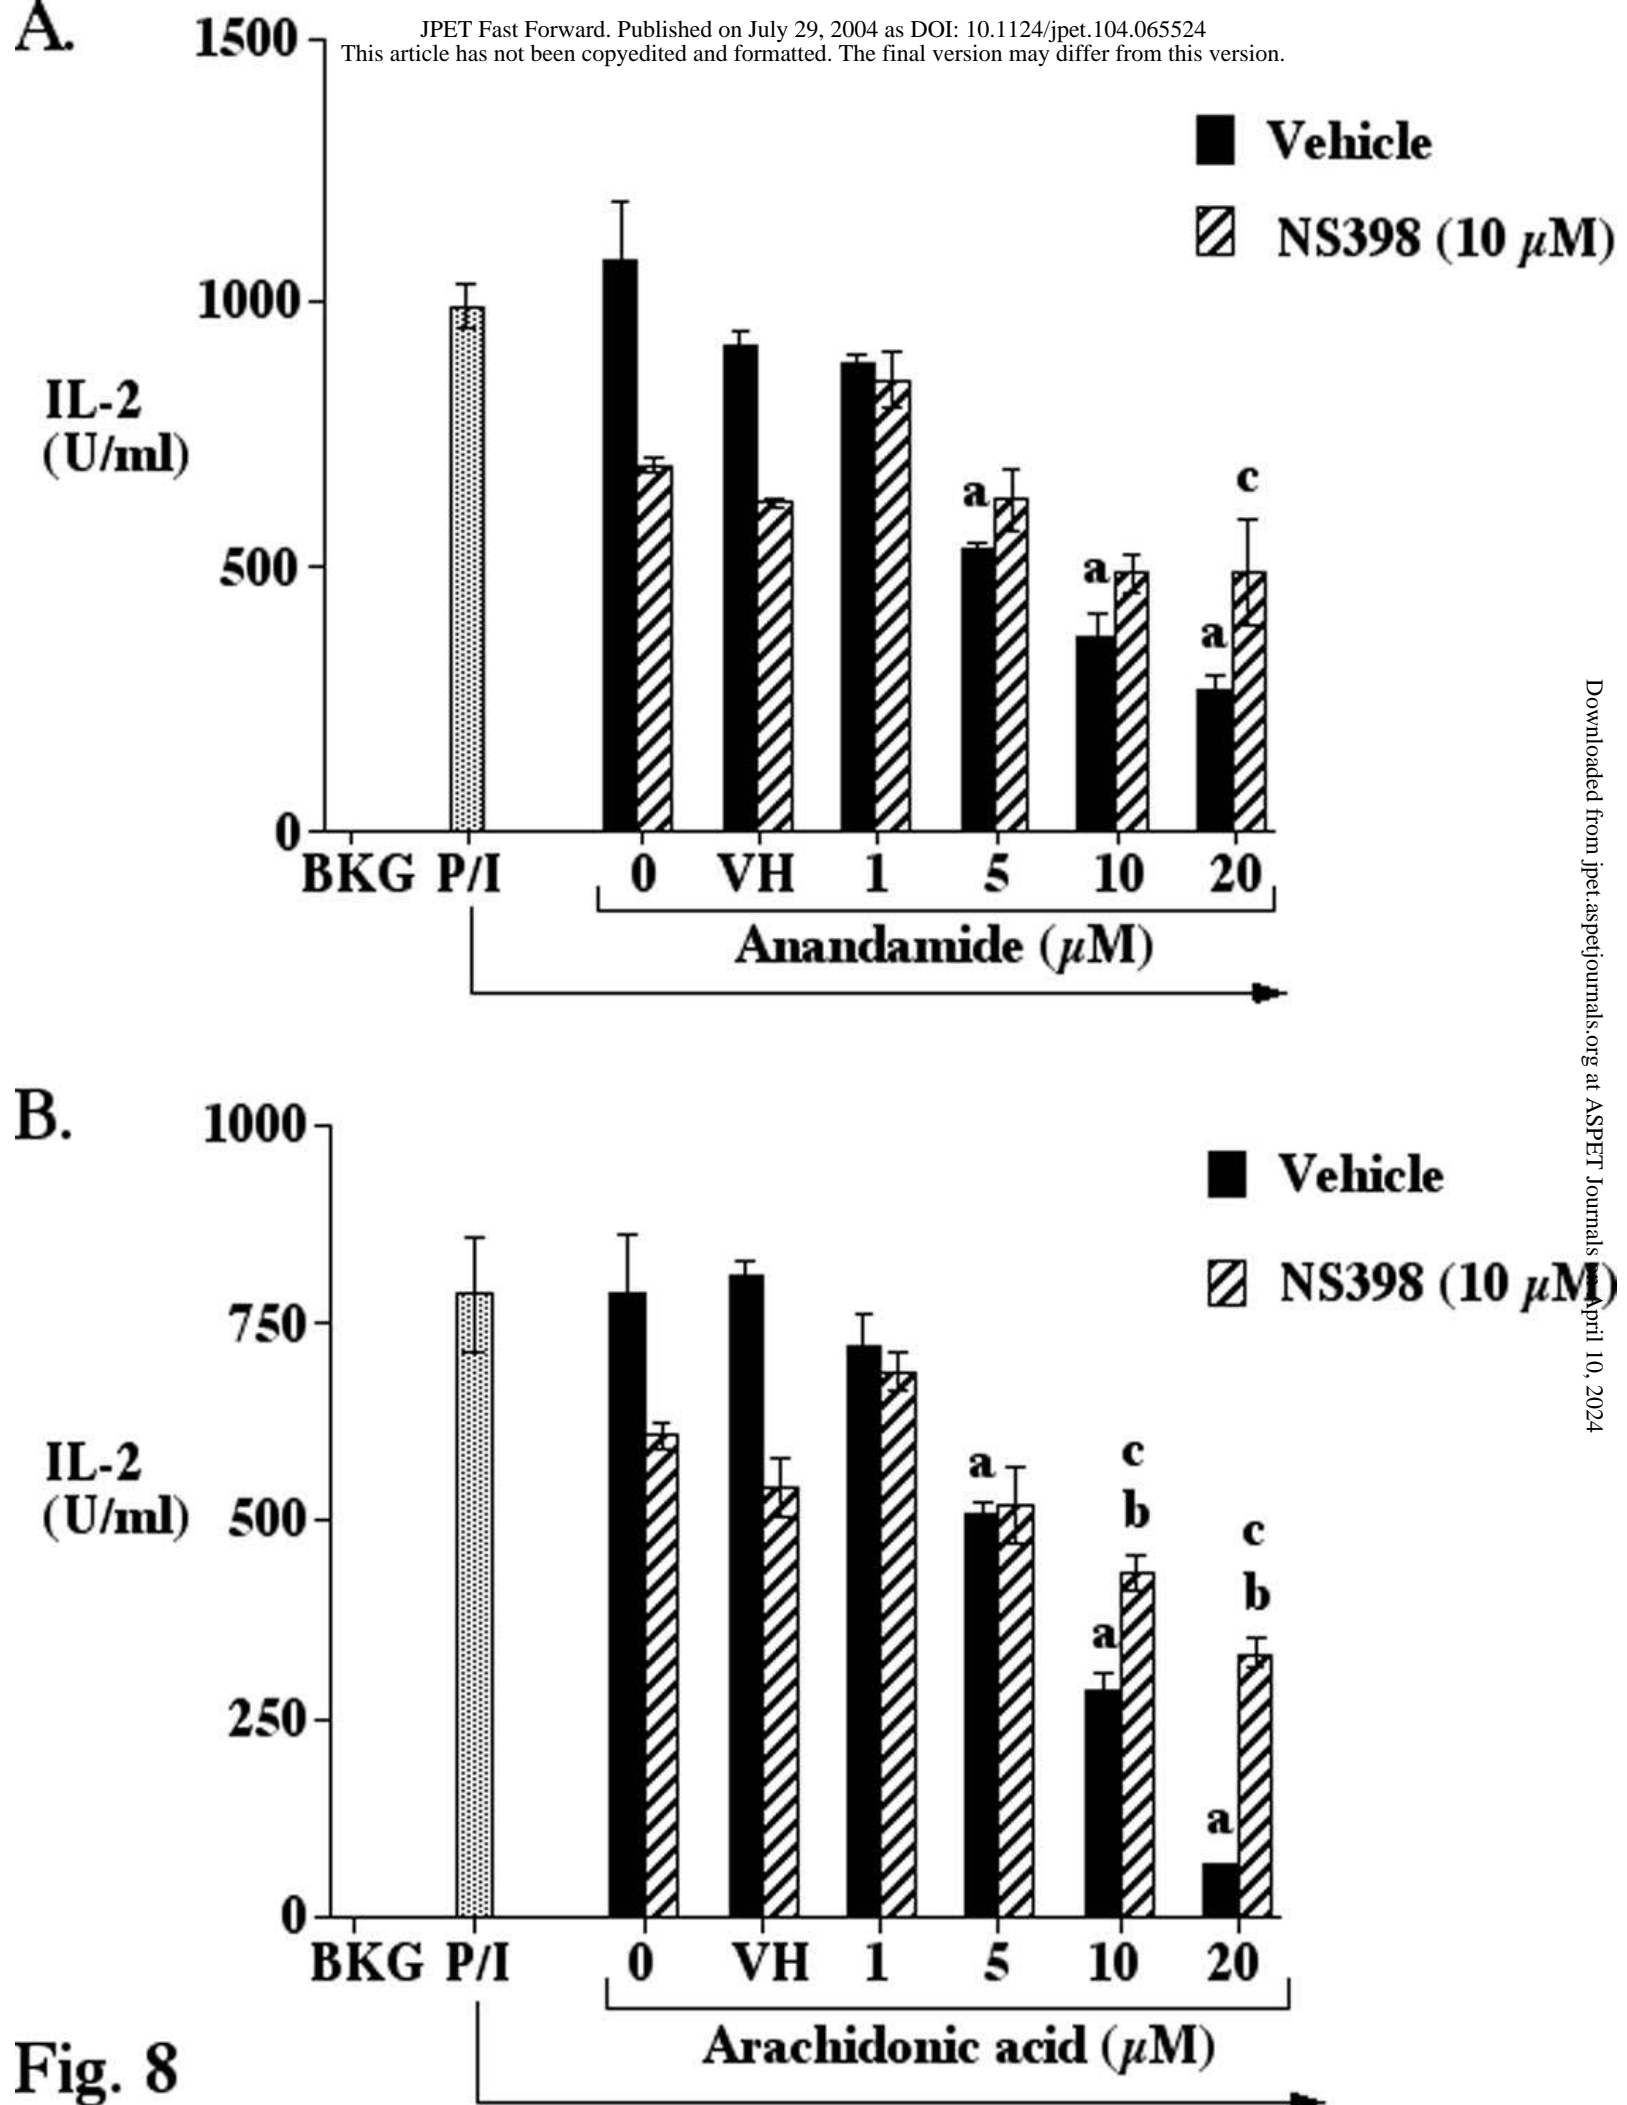 JPET Fast Forward. Published on July 29, 2004 as DOI: 10.1124/jpet.104.065524
This article has not been copyedited and formatted. The final version may differ from this version.
A.
1500
Vehicle
NS398 (10 µM)
1000
IL-2
(U/ml)
c
a
500
a
a
0
BKG P/I 0 VH 1 5 10 20
Anandamide (µM)
B.
1000
Vehicle
NS398 (10 µM)
750
IL-2
(U/ml)
c
a
500
b
c
b
a
250
a
0
BKG P/I 0 VH 1 5 10 20
Arachidonic acid (µM)
Fig. 8
Downloaded from jpet.aspetjournals.org at ASPET Journals on April 10, 2024